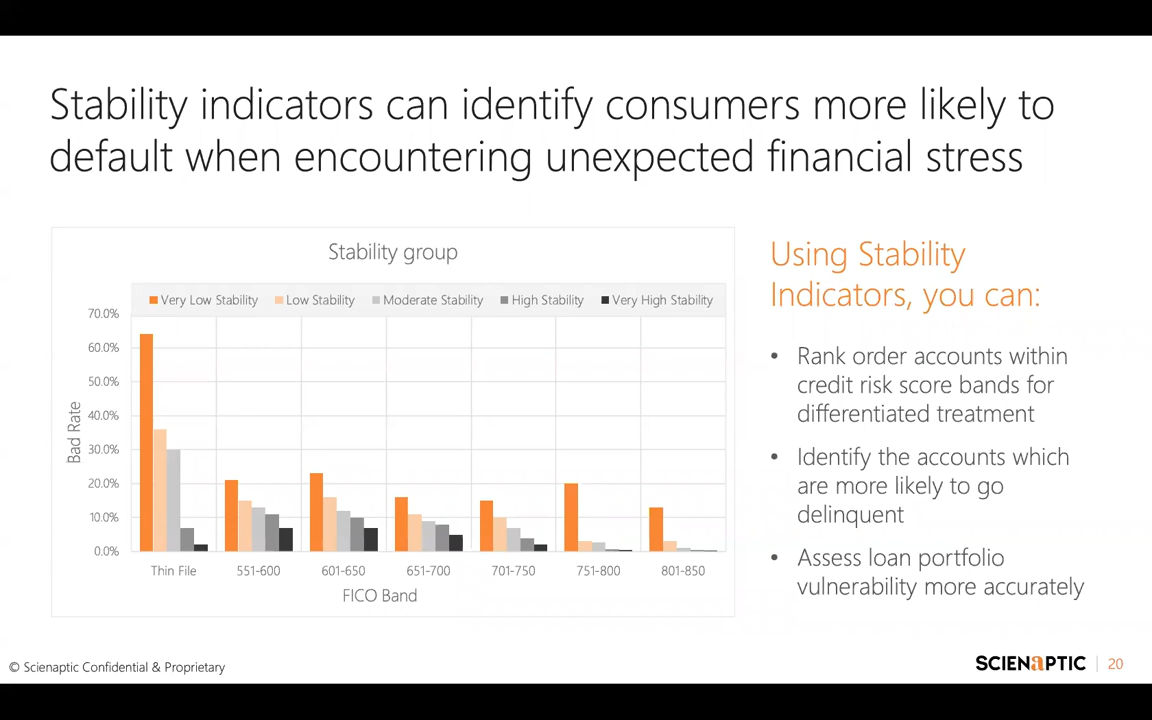 Stability indicators can identify consumers more likely to
default when encountering unexpected financial stress
Stability group
Very Low Stability Low Stability Moderate Stability High Stability Very High Stability
70.0%
60.0%
50.0%
40.0%
30.0%
20.0%
10.0%
0.0%
Bad Rate
Thin File 551-600 601-650 651-700 701-750 751-800 801-850
FICO Band
Using Stability
Indicators, you can:
• Rank order accounts within
credit risk score bands for
differentiated treatment
• Identify the accounts which
are more likely to go
delinquent
• Assess loan portfolio
vulnerability more accurately
© Scienaptic Confidential & Proprietary
SCIENaPTIC | 20